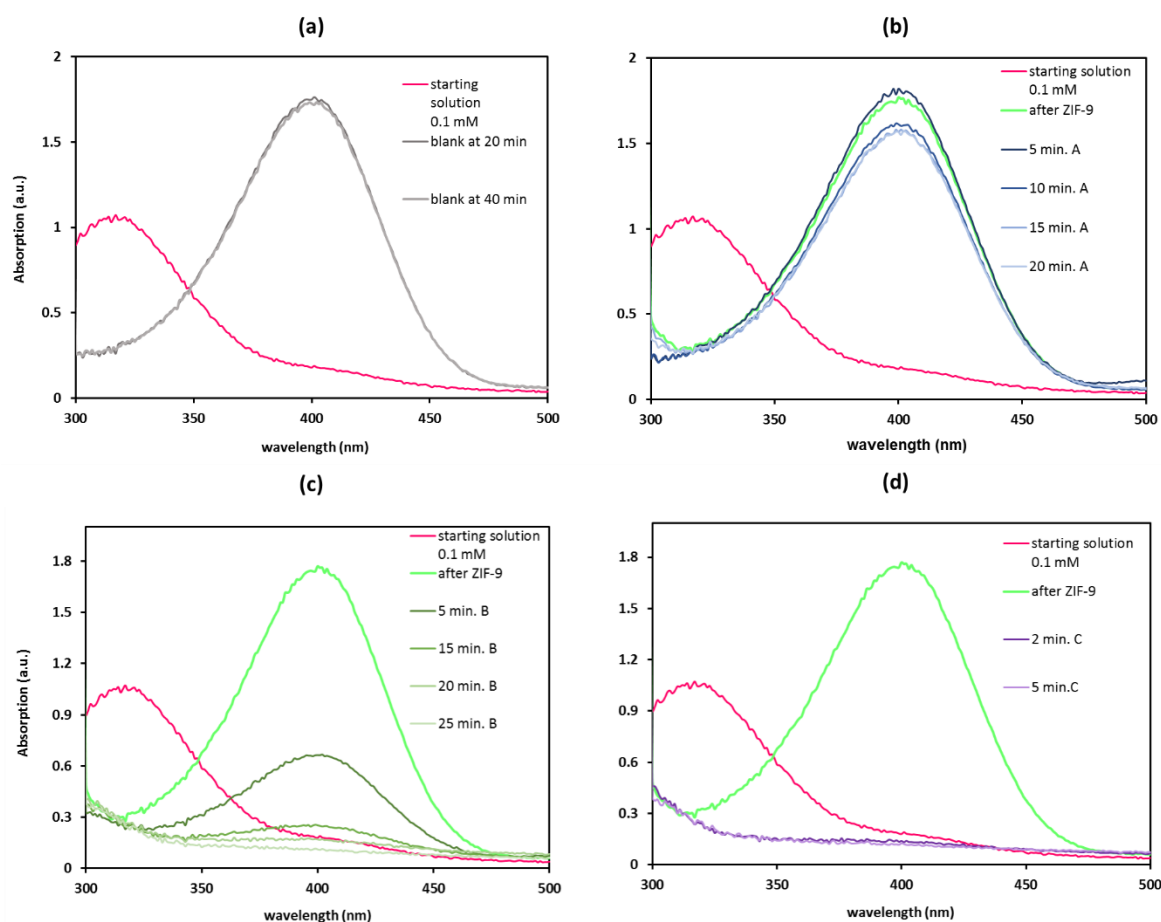 (a)
2
1.5
1
0.5
0
Absorption (a.u.)
300
350
400
450
500
wavelength (nm)
starting
solution
0.1 mM
blank at 20 min
blank at 40 min
(b)
2
1.5
1
0.5
0
300
350
400
450
500
wavelength (nm)
starting solution
0.1 mM
after ZIF-9
5 min. A
10 min. A
15 min. A
20 min. A
(c)
1.8
1.5
1.2
0.9
0.6
0.3
0
Absorption (a.u.)
300
350
400
450
500
wavelength (nm)
starting solution
0.1 mM
after ZIF-9
5 min. B
15 min. B
20 min. B
25 min. B
(d)
1.8
1.5
1.2
0.9
0.6
0.3
0
300
350
400
450
500
wavelength (nm)
starting solution
0.1 mM
after ZIF-9
2 min. C
5 min.C